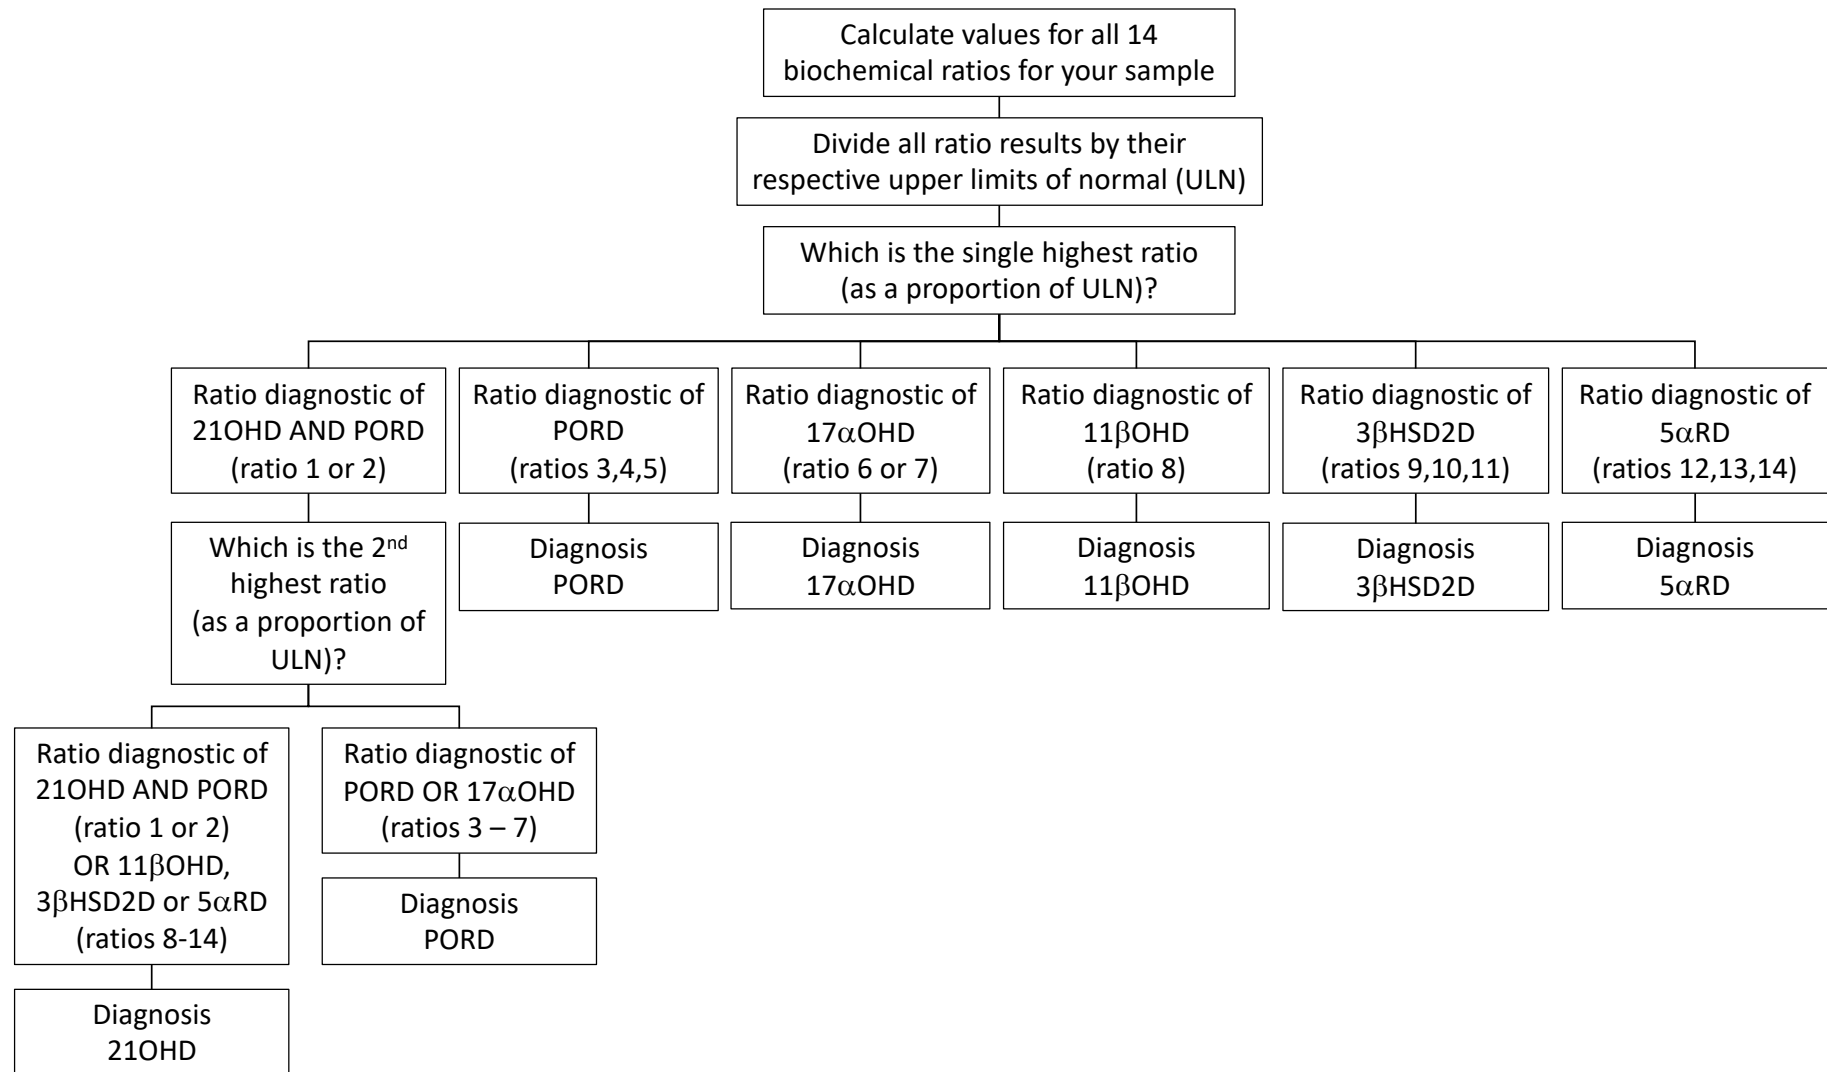 Calculate values for all 14
biochemical ratios for your sample
Divide all ratio results by their
respective upper limits of normal (ULN)
Which is the single highest ratio
(as a proportion of ULN)?
Ratio diagnostic of
21OHD AND PORD
(ratio 1 or 2)
Ratio diagnostic of
PORD
(ratios 3,4,5)
Ratio diagnostic of
17αOHD
(ratio 6 or 7)
Ratio diagnostic of
11βOHD
(ratio 8)
Ratio diagnostic of
3βHSD2D
(ratios 9,10,11)
Ratio diagnostic of
5αRD
(ratios 12,13,14)
Which is the 2nd
highest ratio
(as a proportion of
ULN)?
Diagnosis
PORD
Diagnosis
17αOHD
Diagnosis
11βOHD
Diagnosis
3βHSD2D
Diagnosis
5αRD
Ratio diagnostic of
21OHD AND PORD
(ratio 1 or 2)
OR 11βOHD,
3βHSD2D or 5αRD
(ratios 8-14)
Ratio diagnostic of
PORD OR 17αOHD
(ratios 3 – 7)
Diagnosis
PORD
Diagnosis
21OHD